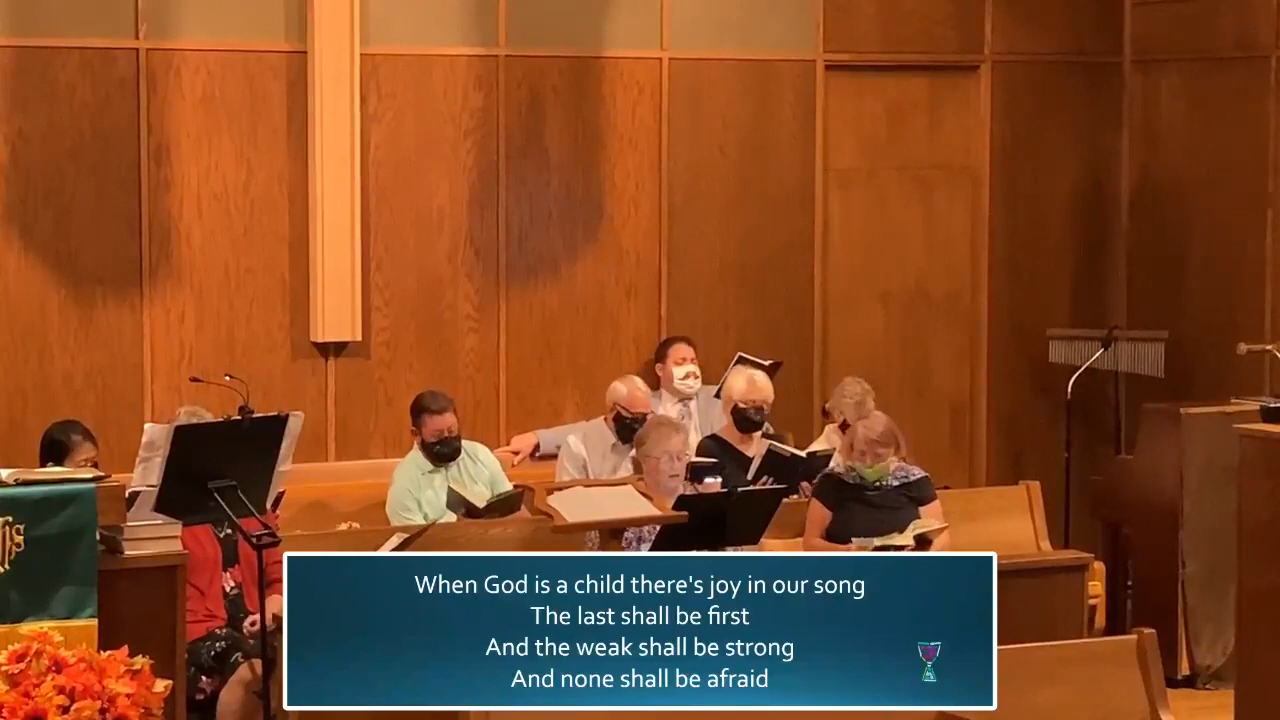 When God is a child there's joy in our song
The last shall be first
And the weak shall be strong
And none shall be afraid